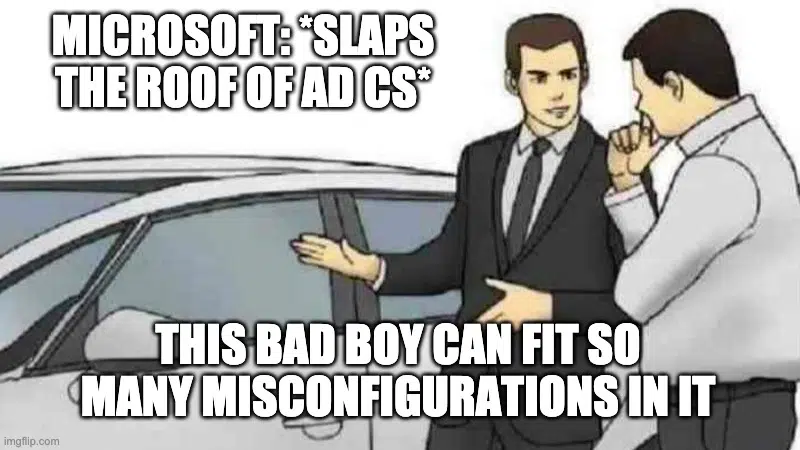 MICROSOFT: *SLAPS
THE ROOF OF AD CS*
THIS BAD BOY CAN FIT SO
MANY MISCONFIGURATIONS IN IT
imgflip.com